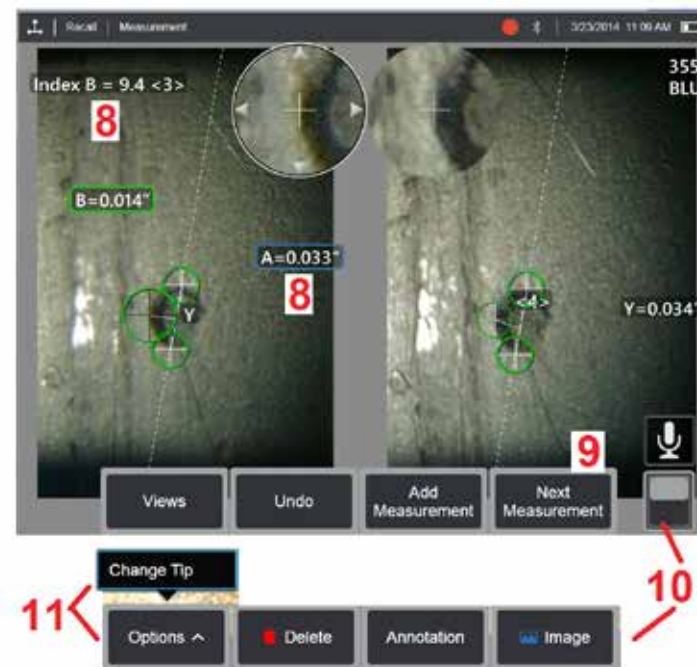 Recall | Measurement
3/23/2014 11:09 AM
Index B = 9.4 <3>
8
355
BLU
B=0.014"
A=0.033"
8
Y
<4>
Y=0.034"
9
Views
Undo
Add
Measurement
Next
Measurement
10
Change Tip
11
Options
Delete
Annotation
Image